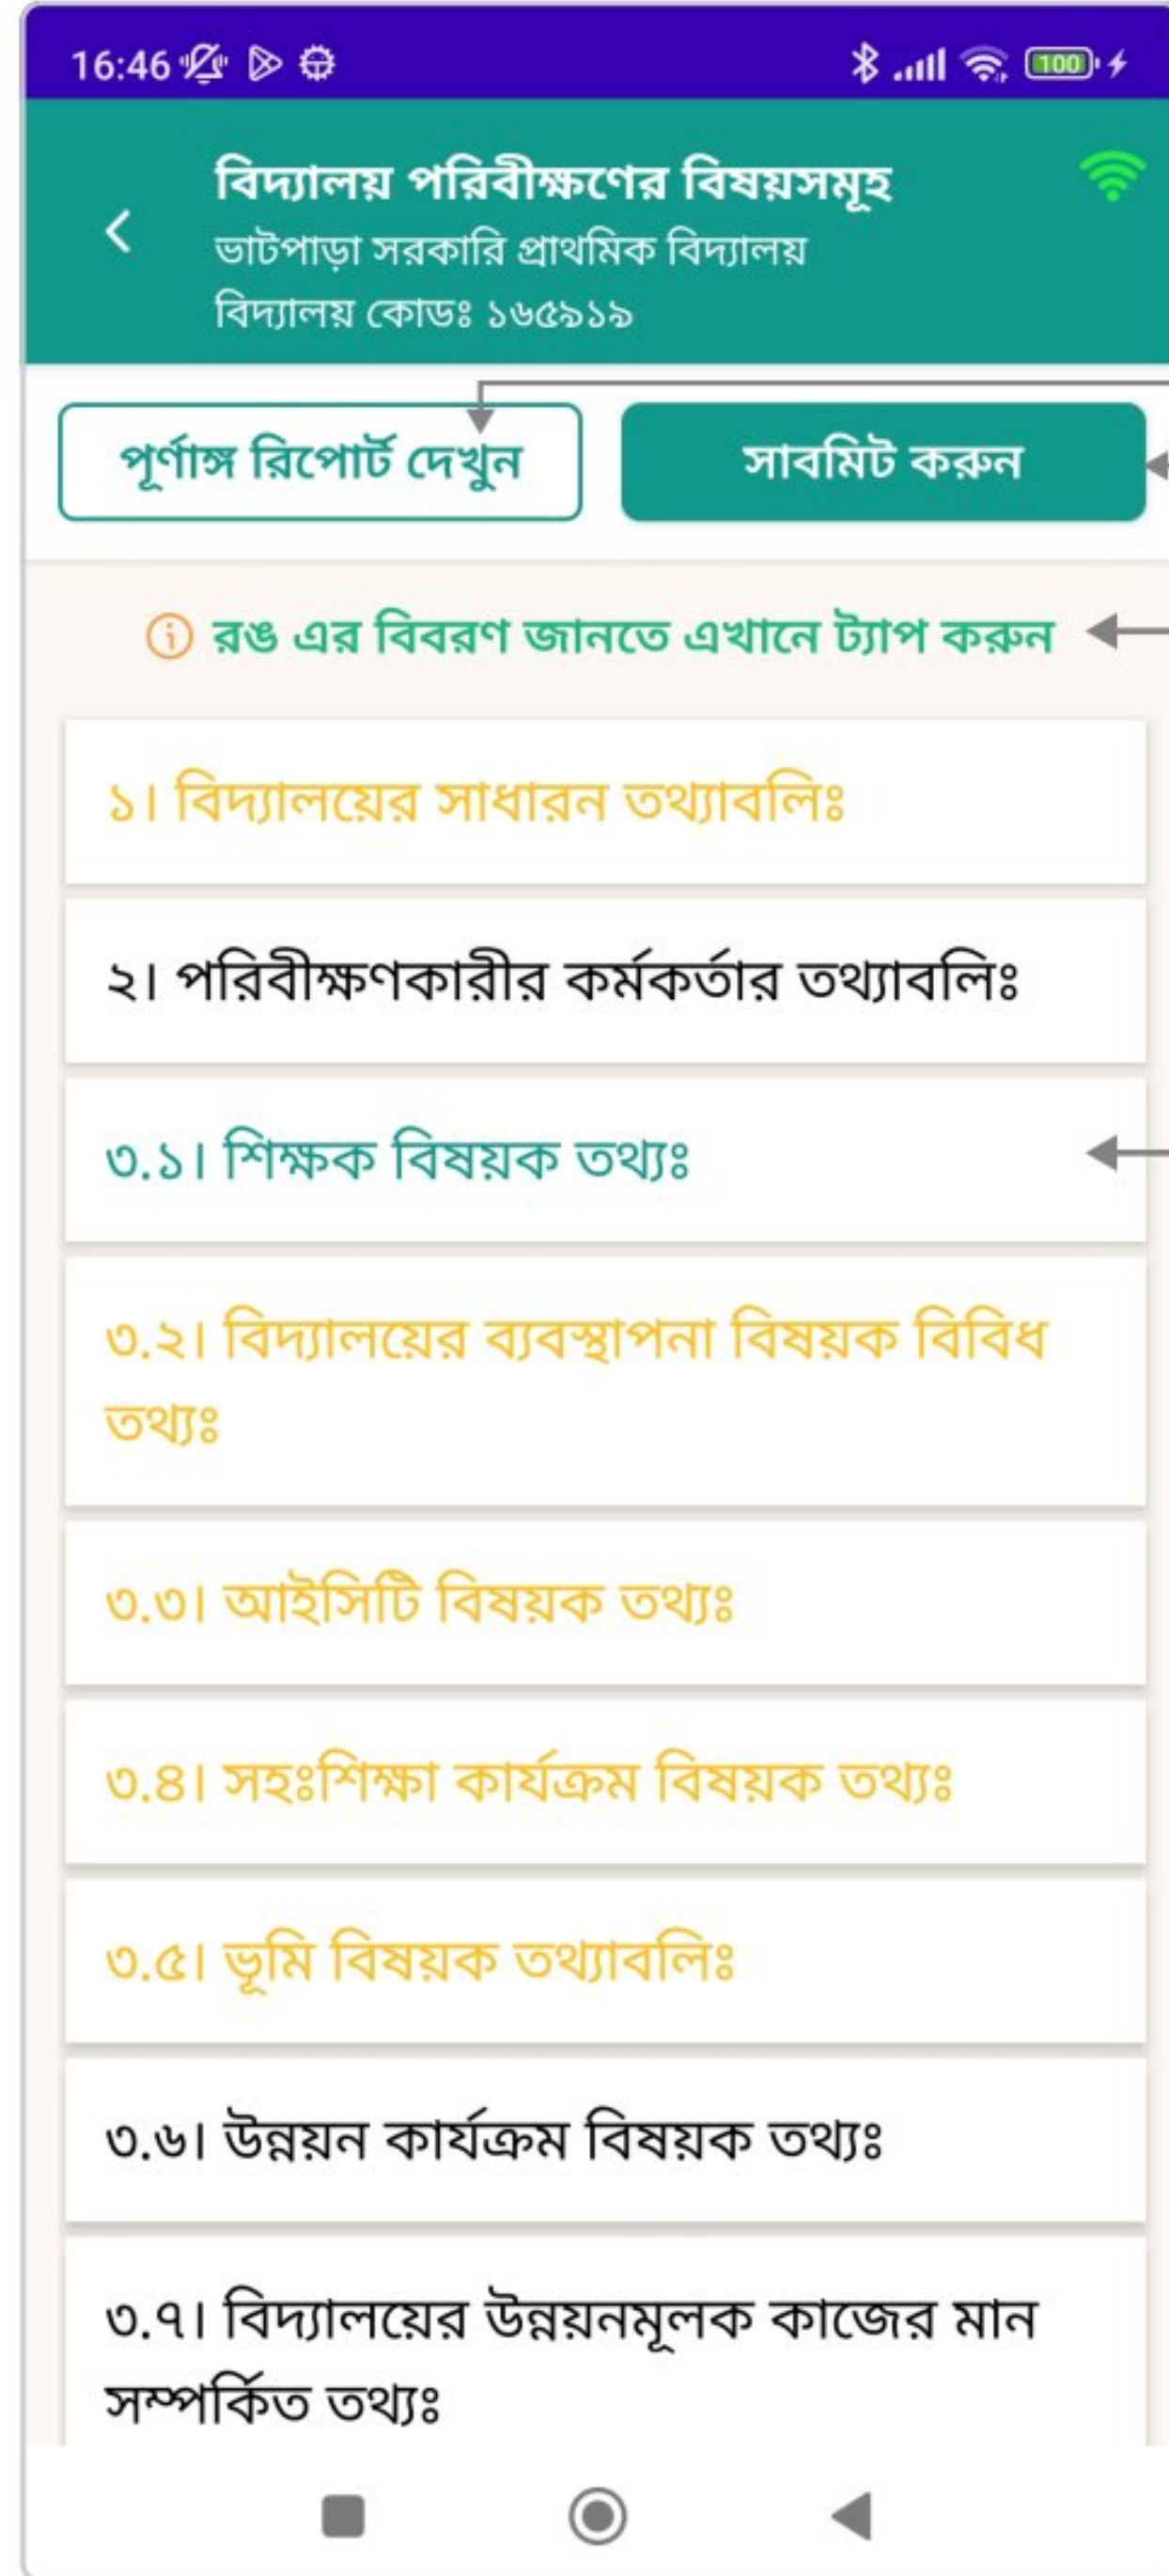 16:46
100
বিদ্যালয় পরিবীক্ষণের বিষয়সমূহ
ভাটপাড়া সরকারি প্রাথমিক বিদ্যালয়
বিদ্যালয় কোডঃ ১৬৫৯১৯
পূর্ণাঙ্গ রিপোর্ট দেখুন
সাবমিট করুন
রঙ এর বিবরণ জানতে এখানে ট্যাপ করুন
১। বিদ্যালয়ের সাধারন তথ্যাবলিঃ
২। পরিবীক্ষণকারীর কর্মকর্তার তথ্যাবলিঃ
৩.১। শিক্ষক বিষয়ক তথ্যঃ
৩.২। বিদ্যালয়ের ব্যবস্থাপনা বিষয়ক বিবিধ
তথ্যঃ
৩.৩। আইসিটি বিষয়ক তথ্যঃ
৩.৪। সহঃশিক্ষা কার্যক্রম বিষয়ক তথ্যঃ
৩.৫। ভূমি বিষয়ক তথ্যাবলিঃ
৩.৬। উন্নয়ন কার্যক্রম বিষয়ক তথ্যঃ
৩.৭। বিদ্যালয়ের উন্নয়নমূলক কাজের মান
সম্পর্কিত তথ্যঃ